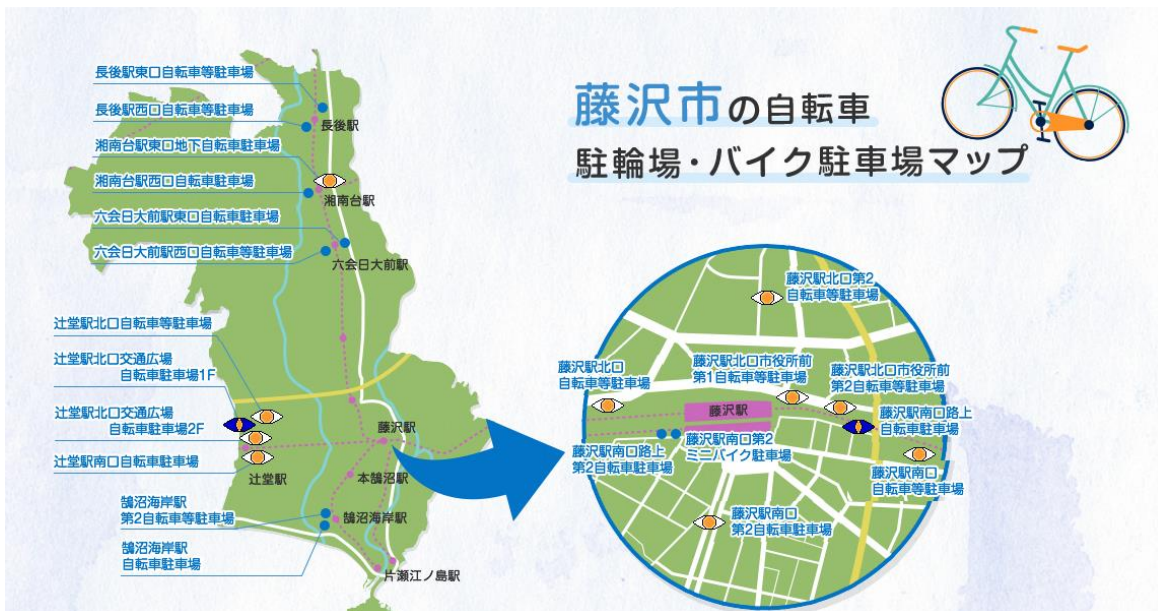 藤沢市の自転車
駐輪場・バイク駐車場マップ
長後駅東口自転車等駐車場
長後駅西口自転車等駐車場
長後駅
湘南台駅東口地下自転車駐車場
湘南台駅西口自転車駐車場
湘南台駅
六会日大前駅東口自転車駐車場
六会日大前駅西口自転車等駐車場
六会日大前駅
辻堂駅北口自転車等駐車場
辻堂駅北口交通広場
自転車駐車場1F
辻堂駅北口交通広場
自転車駐車場2F
辻堂駅南口自転車駐車場
辻堂駅
藤沢駅
本鵠沼駅
鵠沼海岸駅
第2自転車等駐車場
鵠沼海岸駅
鵠沼海岸駅
自転車駐車場
片瀬江ノ島駅
藤沢駅北口第2
自転車等駐車場
藤沢駅北口
自転車等駐車場
藤沢駅北口市役所前
第1自転車等駐車場
藤沢駅北口市役所前
第2自転車等駐車場
藤沢駅
藤沢駅南口路上
自転車駐車場
藤沢駅南口路上
第2自転車駐車場
藤沢駅南口第2
ミニバイク駐車場
藤沢駅南口
自転車等駐車場
藤沢駅南口
第2自転車駐車場